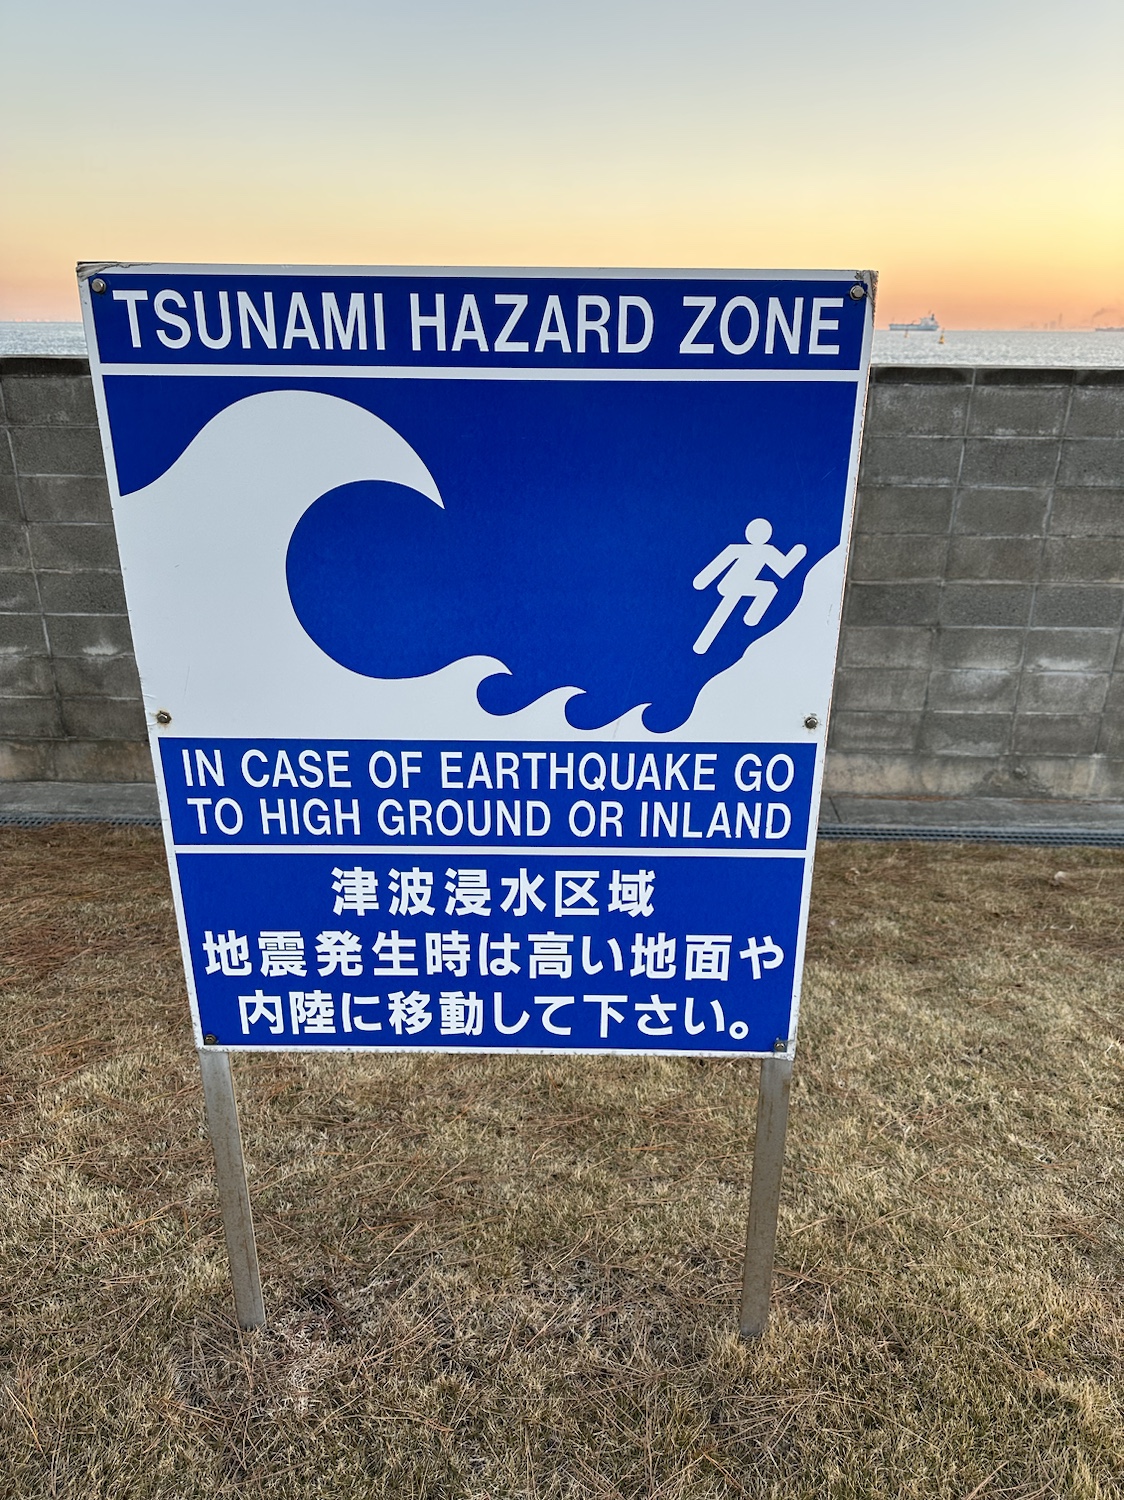 TSUNAMI HAZARD ZONE
IN CASE OF EARTHQUAKE GO
TO HIGH GROUND OR INLAND
津波浸水区域
地震発生時は高い地面や
内陸に移動して下さい。